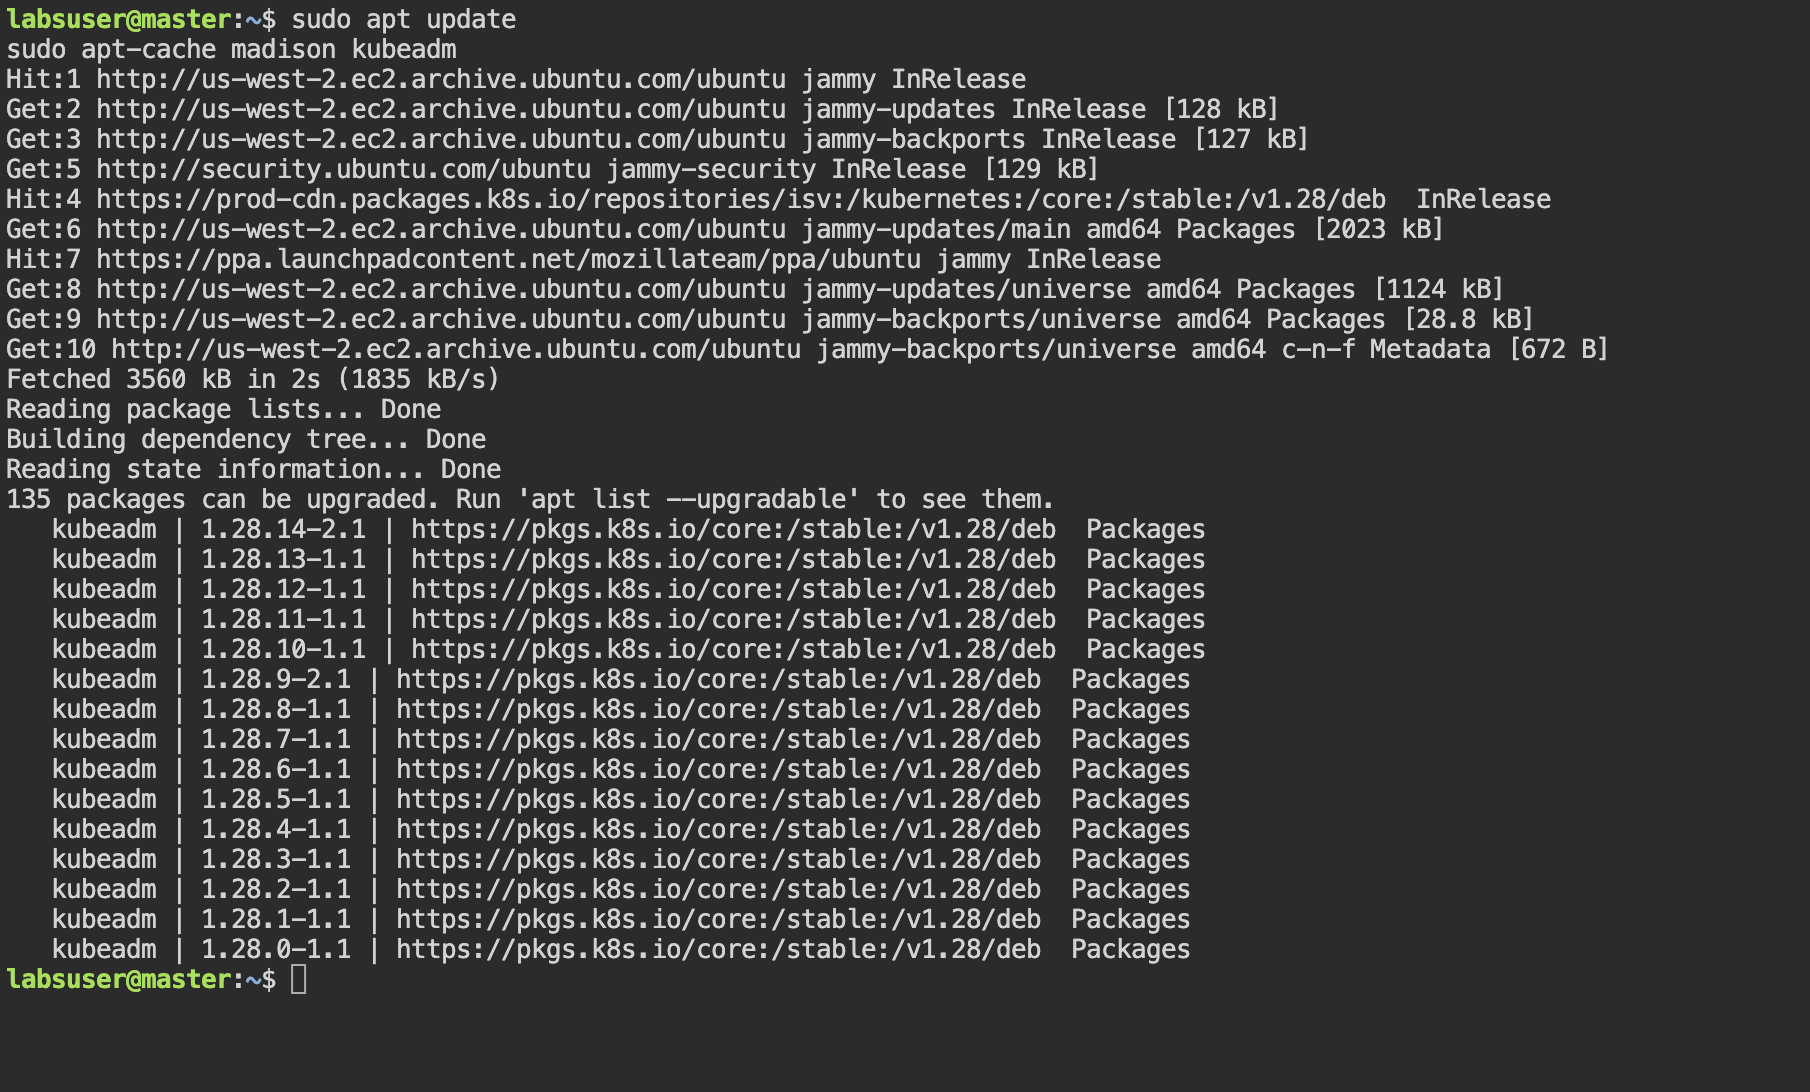 labsuser@master:~$ sudo apt update
sudo apt-cache madison kubeadm
Hit:1 http://us-west-2.ec2.archive.ubuntu.com/ubuntu jammy InRelease
Get:2 http://us-west-2.ec2.archive.ubuntu.com/ubuntu jammy-updates InRelease [128 kB]
Get:3 http://us-west-2.ec2.archive.ubuntu.com/ubuntu jammy-backports InRelease [127 kB]
Get:5 http://security.ubuntu.com/ubuntu jammy-security InRelease [129 kB]
Hit:4 https://prod-cdn.packages.k8s.io/repositories/isv:/kubernetes:/core:/stable:/v1.28/deb  InRelease
Get:6 http://us-west-2.ec2.archive.ubuntu.com/ubuntu jammy-updates/main amd64 Packages [2023 kB]
Hit:7 https://ppa.launchpadcontent.net/mozillateam/ppa/ubuntu jammy InRelease
Get:8 http://us-west-2.ec2.archive.ubuntu.com/ubuntu jammy-updates/universe amd64 Packages [1124 kB]
Get:9 http://us-west-2.ec2.archive.ubuntu.com/ubuntu jammy-backports/universe amd64 Packages [28.8 kB]
Get:10 http://us-west-2.ec2.archive.ubuntu.com/ubuntu jammy-backports/universe amd64 c-n-f Metadata [672 B]
Fetched 3560 kB in 2s (1835 kB/s)
Reading package lists... Done
Building dependency tree... Done
Reading state information... Done
135 packages can be upgraded. Run 'apt list --upgradable' to see them.
   kubeadm | 1.28.14-2.1 | https://pkgs.k8s.io/core:/stable:/v1.28/deb  Packages
   kubeadm | 1.28.13-1.1 | https://pkgs.k8s.io/core:/stable:/v1.28/deb  Packages
   kubeadm | 1.28.12-1.1 | https://pkgs.k8s.io/core:/stable:/v1.28/deb  Packages
   kubeadm | 1.28.11-1.1 | https://pkgs.k8s.io/core:/stable:/v1.28/deb  Packages
   kubeadm | 1.28.10-1.1 | https://pkgs.k8s.io/core:/stable:/v1.28/deb  Packages
   kubeadm | 1.28.9-2.1 | https://pkgs.k8s.io/core:/stable:/v1.28/deb  Packages
   kubeadm | 1.28.8-1.1 | https://pkgs.k8s.io/core:/stable:/v1.28/deb  Packages
   kubeadm | 1.28.7-1.1 | https://pkgs.k8s.io/core:/stable:/v1.28/deb  Packages
   kubeadm | 1.28.6-1.1 | https://pkgs.k8s.io/core:/stable:/v1.28/deb  Packages
   kubeadm | 1.28.5-1.1 | https://pkgs.k8s.io/core:/stable:/v1.28/deb  Packages
   kubeadm | 1.28.4-1.1 | https://pkgs.k8s.io/core:/stable:/v1.28/deb  Packages
   kubeadm | 1.28.3-1.1 | https://pkgs.k8s.io/core:/stable:/v1.28/deb  Packages
   kubeadm | 1.28.2-1.1 | https://pkgs.k8s.io/core:/stable:/v1.28/deb  Packages
   kubeadm | 1.28.1-1.1 | https://pkgs.k8s.io/core:/stable:/v1.28/deb  Packages
   kubeadm | 1.28.0-1.1 | https://pkgs.k8s.io/core:/stable:/v1.28/deb  Packages
labsuser@master:~$